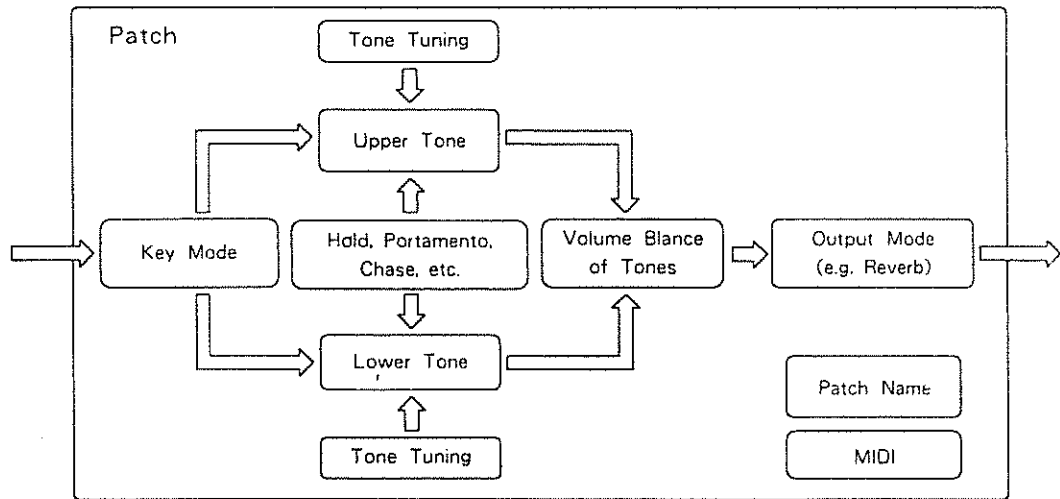 Patch
Tone Tuning
Upper Tone
Key Mode
Hold, Portamento,
Chase, etc.
Volume Blance
of Tones
Output Mode
(e.g. Reverb)
Lower Tone
Patch Name
Tone Tuning
MIDI